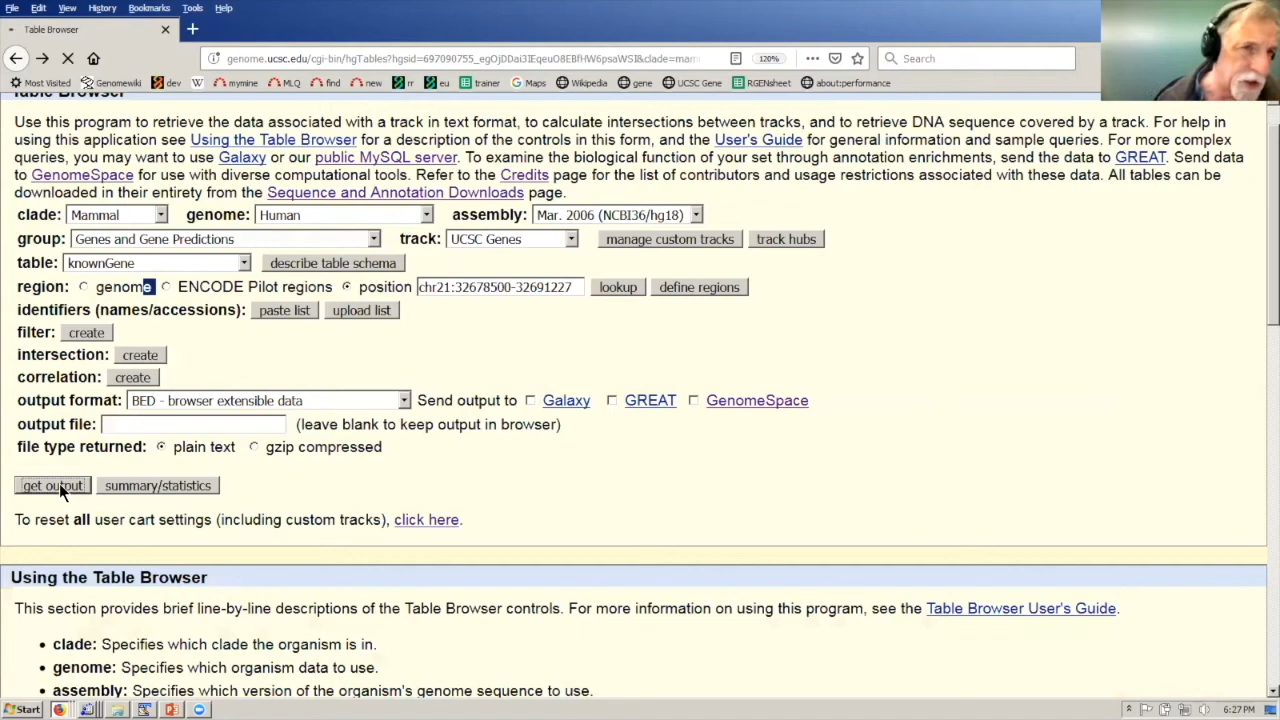 File Edit View History Bookmarks Tools Help
Table Browser
genome.ucsc.edu/cgi-bin/hgTables?hgsid=697090755_egOjDDai3IEqeuO8EBfHW6psaWSI&clade=mam 120% Search
Most Visited Genomewiki dev mymine MLQ find new rr eu trainer Maps Wikipedia gene UCSC Gene RGENsheet about:performance
Table Browser
Use this program to retrieve the data associated with a track in text format, to calculate intersections between tracks, and to retrieve DNA sequence covered by a track. For help in
using this application see Using the Table Browser for a description of the controls in this form, and the User's Guide for general information and sample queries. For more complex
queries, you may want to use Galaxy or our public MySQL server. To examine the biological function of your set through annotation enrichments, send the data to GREAT. Send data
to GenomeSpace for use with diverse computational tools. Refer to the Credits page for the list of contributors and usage restrictions associated with these data. All tables can be
downloaded in their entirety from the Sequence and Annotation Downloads page.
clade: Mammal genome: Human assembly: Mar. 2006 (NCBI36/hg18)
group: Genes and Gene Predictions track: UCSC Genes manage custom tracks track hubs
table: knownGene describe table schema
region: genome ENCODE Pilot regions position chr21:32678500-32691227 lookup define regions
identifiers (names/accessions): paste list upload list
filter: create
intersection: create
correlation: create
output format: BED - browser extensible data Send output to Galaxy GREAT GenomeSpace
output file: (leave blank to keep output in browser)
file type returned: plain text gzip compressed
get output summary/statistics
To reset all user cart settings (including custom tracks), click here.
Using the Table Browser
This section provides brief line-by-line descriptions of the Table Browser controls. For more information on using this program, see the Table Browser User's Guide.
• clade: Specifies which clade the organism is in.
• genome: Specifies which organism data to use.
• assembly: Specifies which version of the organism's genome sequence to use.
Start 6:27 PM